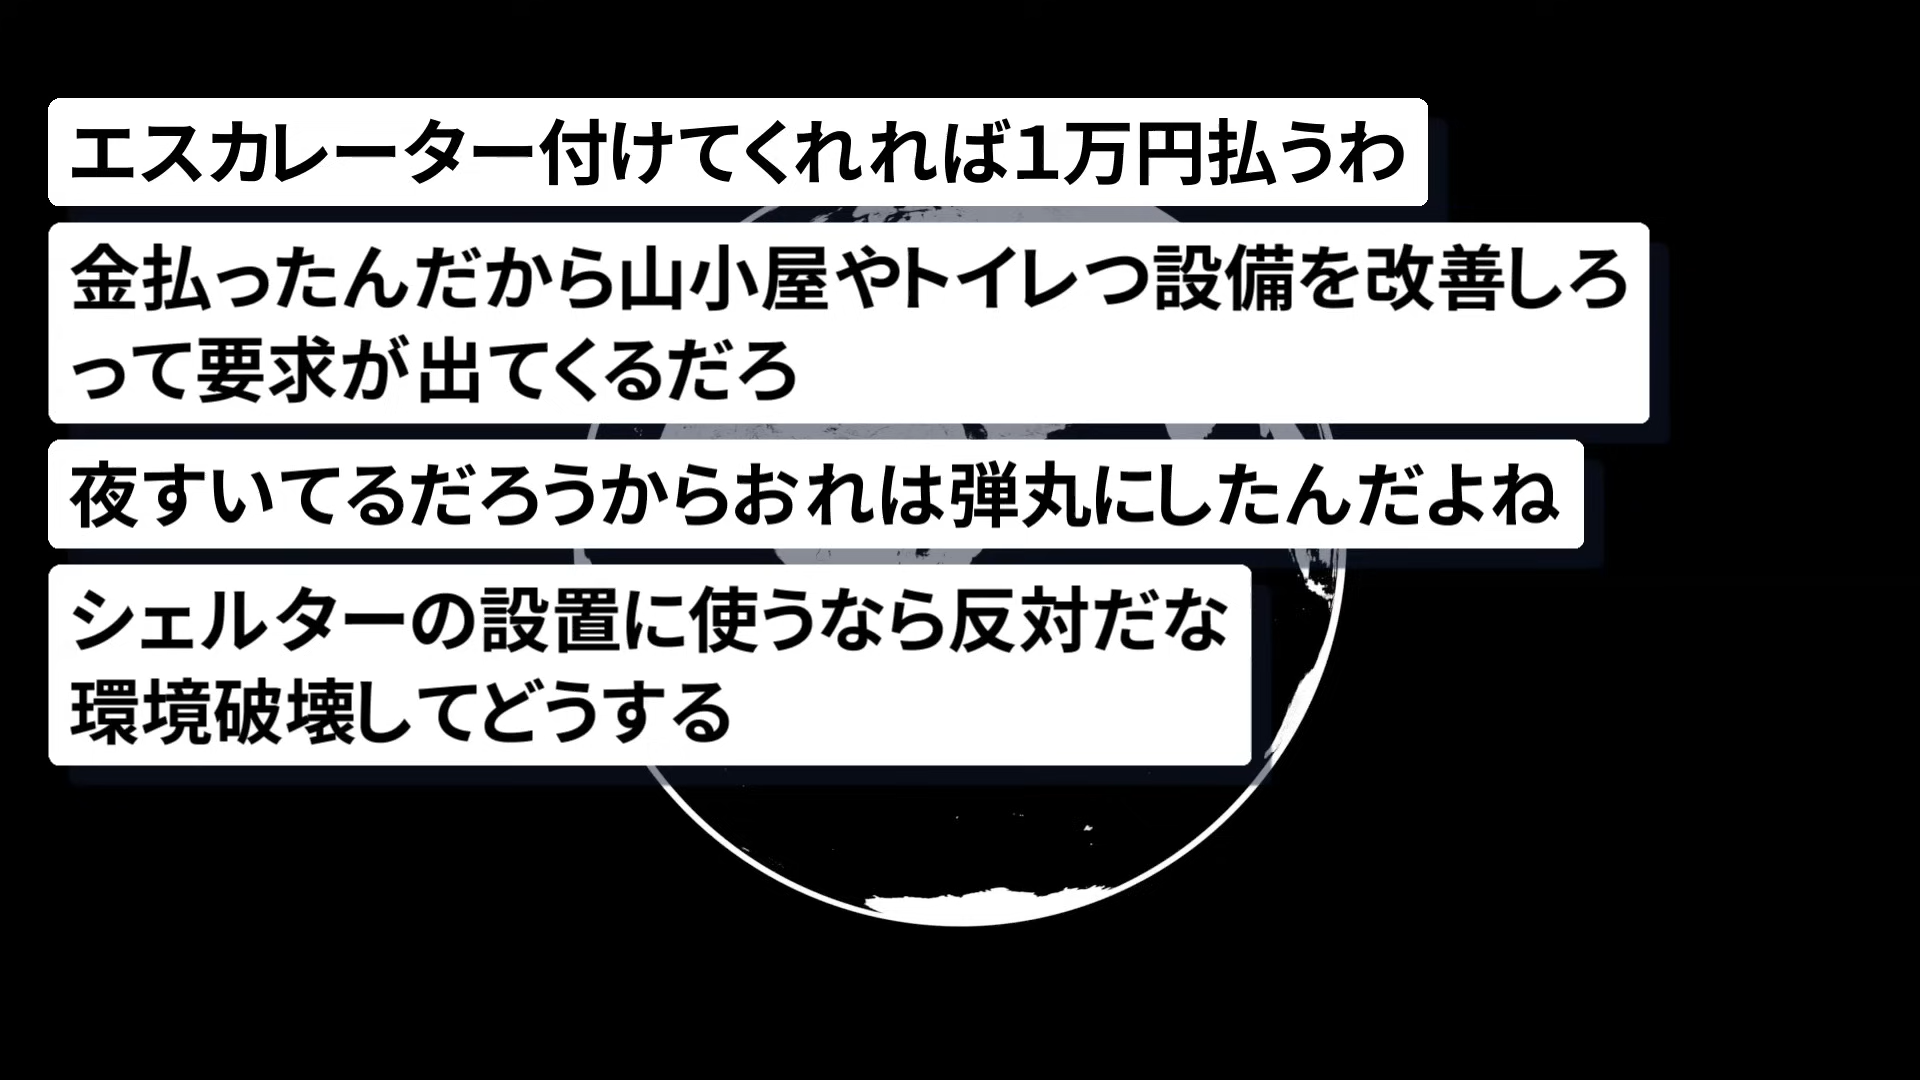 エスカレーター付けてくれれば1万円払うわ
金払ったんだから山小屋やトイレつ設備を改善しろ
って要求が出てくるだろ
夜すいてるだろうからおれは弾丸にしたんだよね
シェルターの設置に使うなら反対だな
環境破壊してどうする